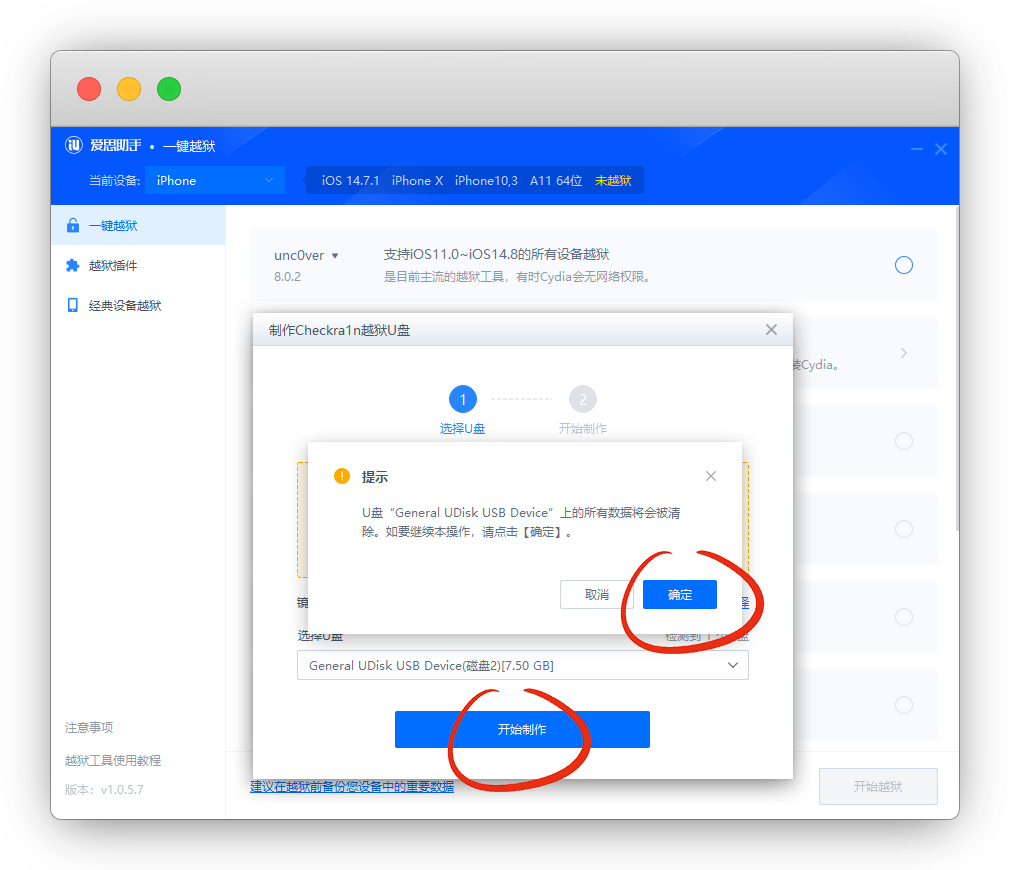 爱思助手 • 一键越狱
当前设备: iPhone
iOS 14.7.1 iPhone X iPhone10,3 A11 64位 未越狱
一键越狱
越狱插件
经典设备越狱
unc0ver
8.0.2
支持iOS11.0~iOS14.8的所有设备越狱
是目前主流的越狱工具，有时Cydia会无网络权限。
装Cydia。
制作Checkra1n越狱U盘
1
2
选择U盘
开始制作
提示
U盘“General UDisk USB Device”上的所有数据将会被清
除。如要继续本操作，请点击【确定】。
取消
确定
镜
择
选择U盘
General UDisk USB Device(磁盘2)[7.50 GB]
开始制作
建议在越狱前备份您设备中的重要数据
开始越狱
注意事项
越狱工具使用教程
版本：v1.0.5.7